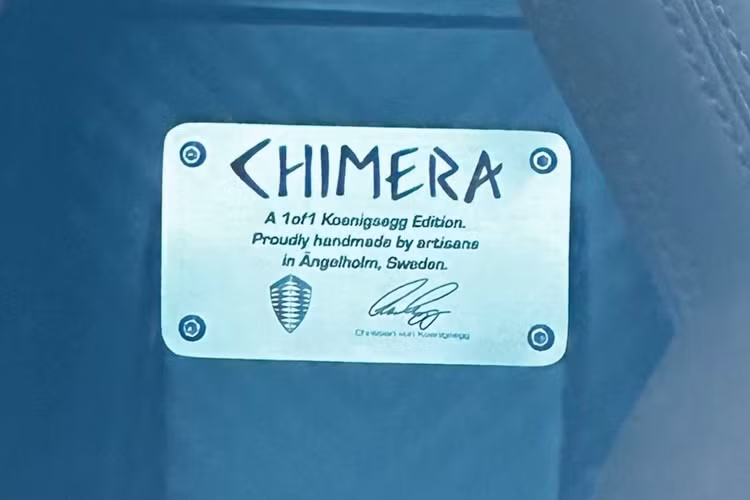 CHIMERA
A 1of1 Koenigsegg Edition.
Proudly handmade by artisans
in Ängelholm, Sweden.
Christian von Koenigsegg